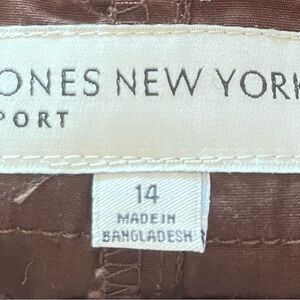 ONES NEW YORK
PORT
14
MADE IN
BANGLADESH